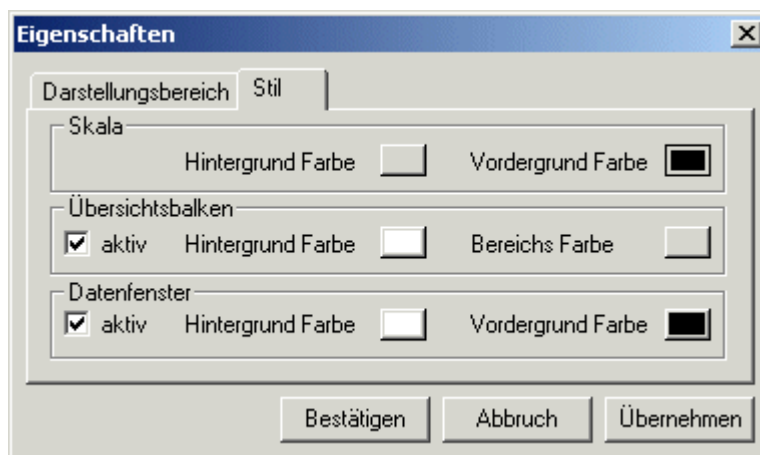 Eigenschaften
Darstellungsbereich Stil
Skala
Hintergrund Farbe Vordergrund Farbe
Übersichtsbalken
aktiv Hintergrund Farbe Bereichs Farbe
Datenfenster
aktiv Hintergrund Farbe Vordergrund Farbe
Bestätigen Abbruch Übernehmen